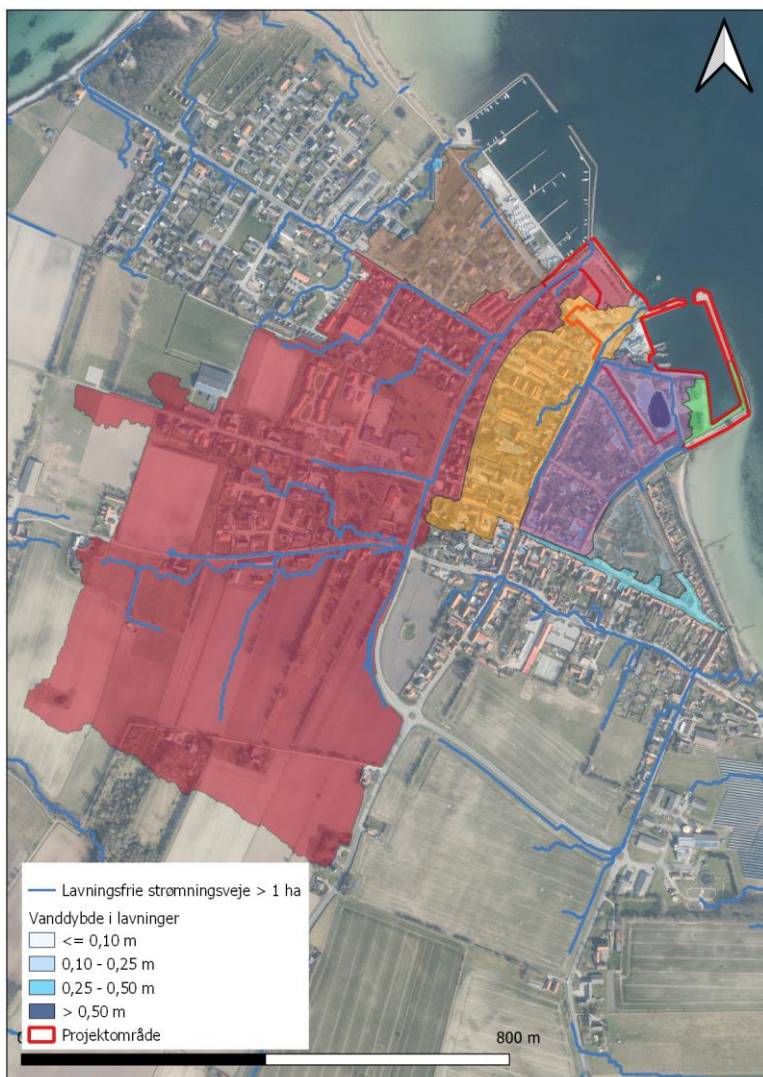 Lavningsfrie strømningsveje > 1 ha
Vanddybde i lavninger
<= 0,10 m
0,10 - 0,25 m
0,25 - 0,50 m
> 0,50 m
Projektområde
0
800 m